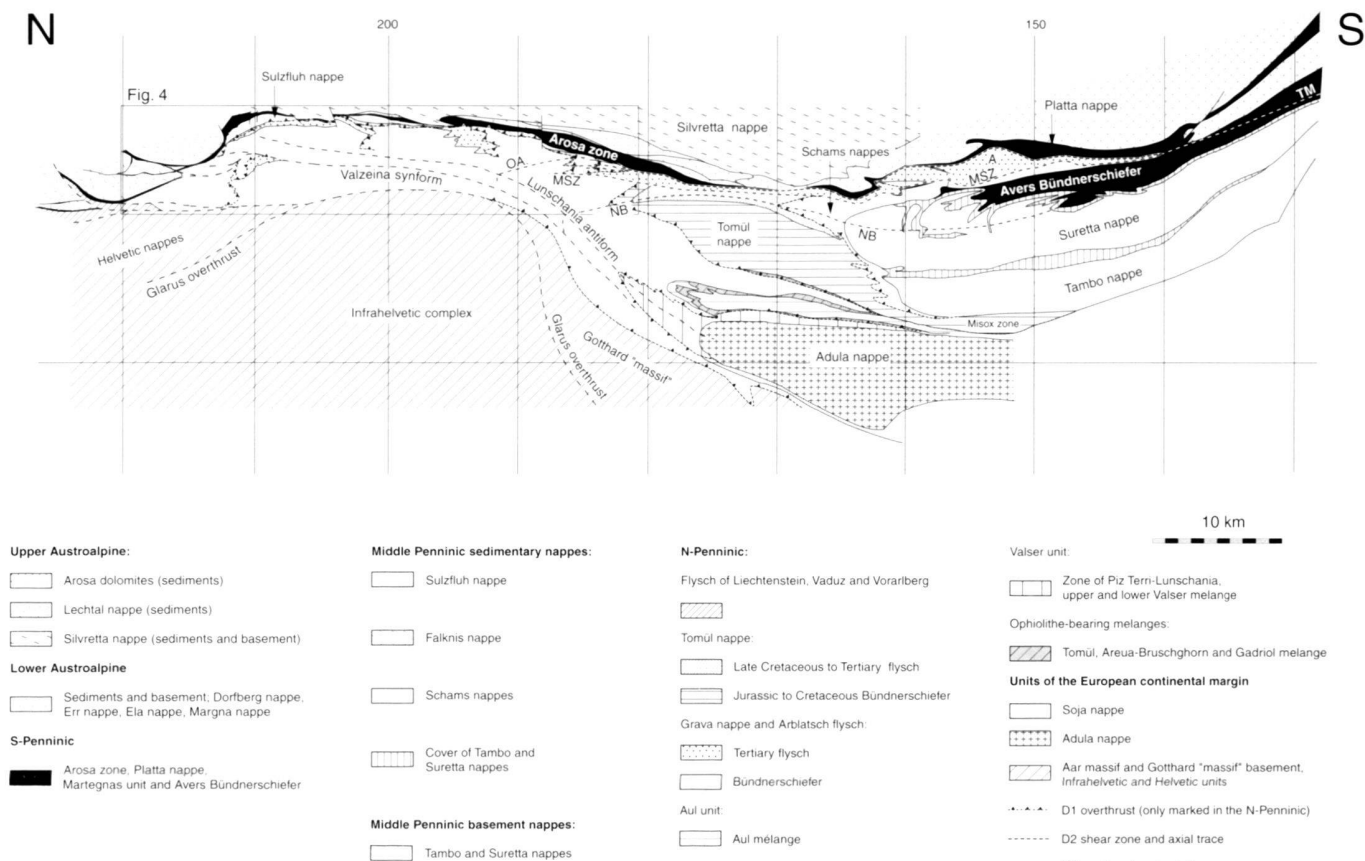 N
200
150
S
Fig. 4
Sulzfluh nappe
Platta nappe
TM
Silvretta nappe
Arosa zone
Schams nappes
A
MSZ
OA
MSZ
Valzeina synform
Avers Bündnerschiefer
Lunschania antiform
NB
NB
Tomül
nappe
Suretta nappe
Helvetic nappes
Glarus overthrust
Tambo nappe
Infrahelvetic complex
Misox zone
Glarus overthrust
Gotthard "massif"
Adula nappe
10 km
Upper Austroalpine:
Arosa dolomites (sediments)
Lechtal nappe (sediments)
Silvretta nappe (sediments and basement)
Lower Austroalpine
Sediments and basement; Dorfberg nappe,
Err nappe, Ela nappe, Margna nappe
S-Penninic
Arosa zone, Platta nappe,
Martegnas unit and Avers Bündnerschiefer
Middle Penninic sedimentary nappes:
Sulzfluh nappe
Falknis nappe
Schams nappes
Cover of Tambo and
Suretta nappes
Middle Penninic basement nappes:
Tambo and Suretta nappes
N-Penninic:
Flysch of Liechtenstein, Vaduz and Vorarlberg
Tomül nappe:
Late Cretaceous to Tertiary flysch
Jurassic to Cretaceous Bündnerschiefer
Grava nappe and Arblatsch flysch:
Tertiary flysch
Bündnerschiefer
Aul unit:
Aul mélange
Valser unit:
Zone of Piz Terri-Lunschania,
upper and lower Valser melange
Ophiolithe-bearing melanges:
Tomül, Areua-Bruschghorn and Gadriol melange
Units of the European continental margin
Soja nappe
Adula nappe
Aar massif and Gotthard "massif" basement,
Infrahelvetic and Helvetic units
D1 overthrust (only marked in the N-Penninic)
D2 shear zone and axial trace